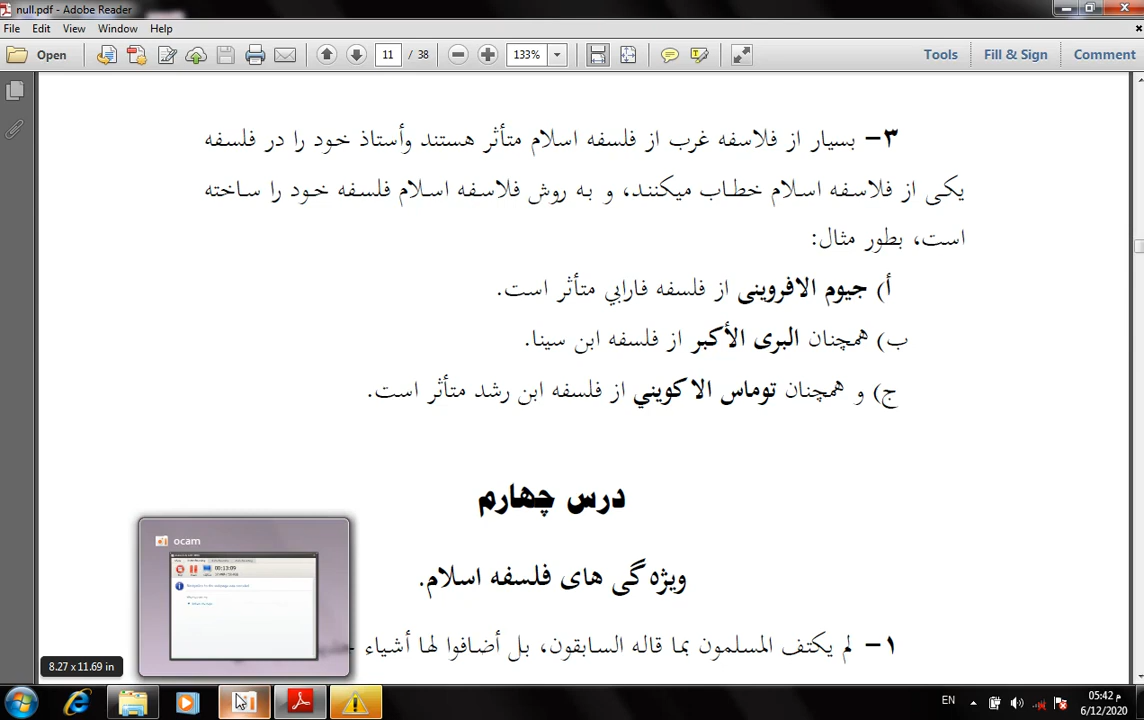 null.pdf - Adobe Reader
File Edit View Window Help
Open 11 / 38 133% Tools Fill & Sign Comment
۳- بسیار از فلاسفه غرب از فلسفه اسلام متأثر هستند وأستاذ خود را در فلسفه
یکی از فلاسفه اسلام خطاب میکنند، و به روش فلاسفه اسلام فلسفه خود را ساخته
است، بطور مثال:
أ) جیوم الافروینی از فلسفه فارابي متأثر است.
ب) همچنان البری الأکبر از فلسفه ابن سینا.
ج) و همچنان توماس الاکویني از فلسفه ابن رشد متأثر است.
درس چهارم
ویژه گی های فلسفه اسلام.
۱- لم یکتف المسلمون بما قاله السابقون، بل أضافوا لها أشیاء
ocam
00:13:09
8.27 x 11.69 in
EN
05:42 م
6/12/2020